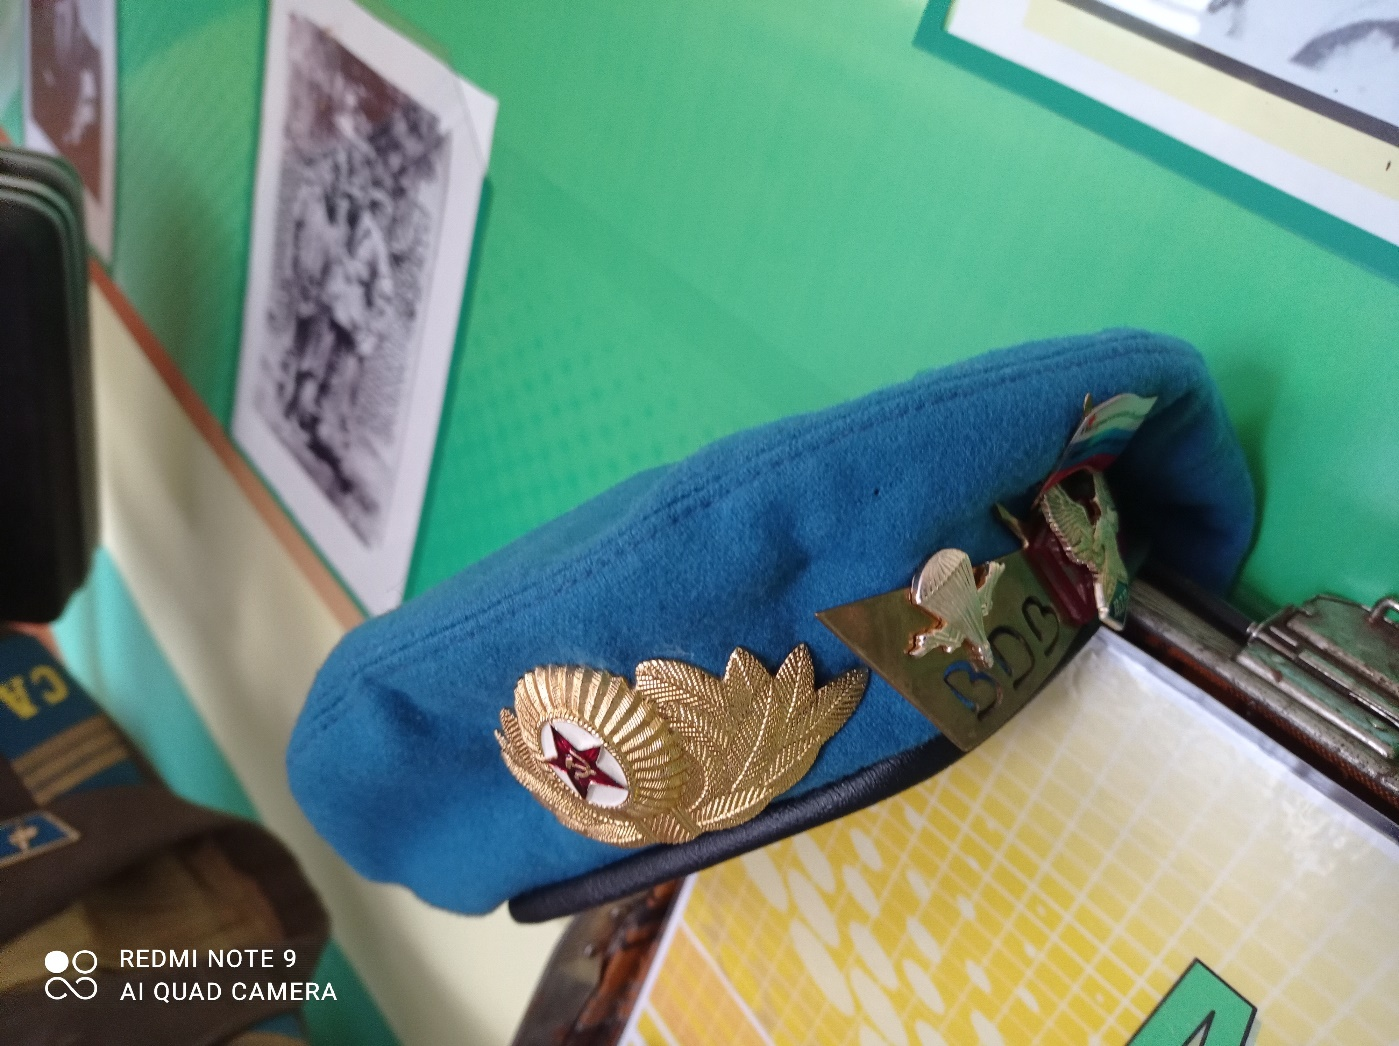 СА
ВДВ
REDMI NOTE 9
AI QUAD CAMERA